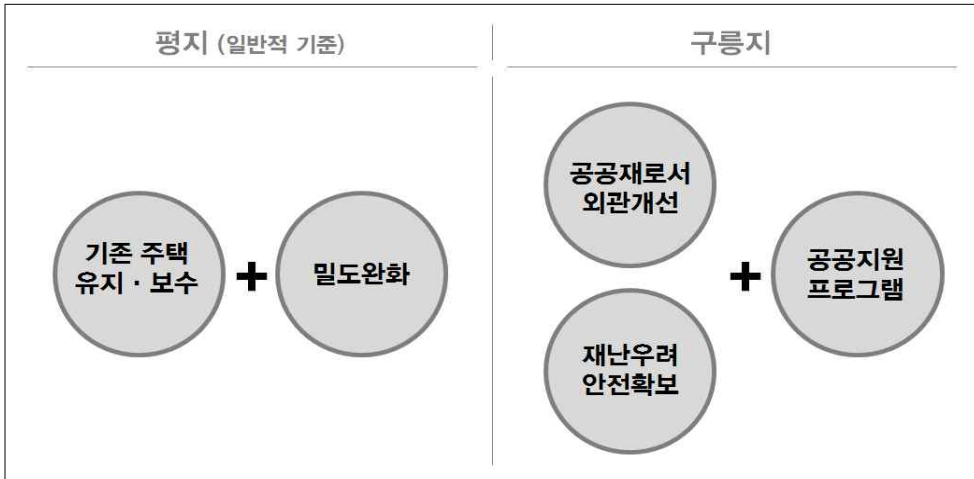 평지 (일반적 기준)
기존 주택
유지 · 보수
+
밀도완화
구릉지
공공재로서
외관개선
재난우려
안전확보
+
공공지원
프로그램